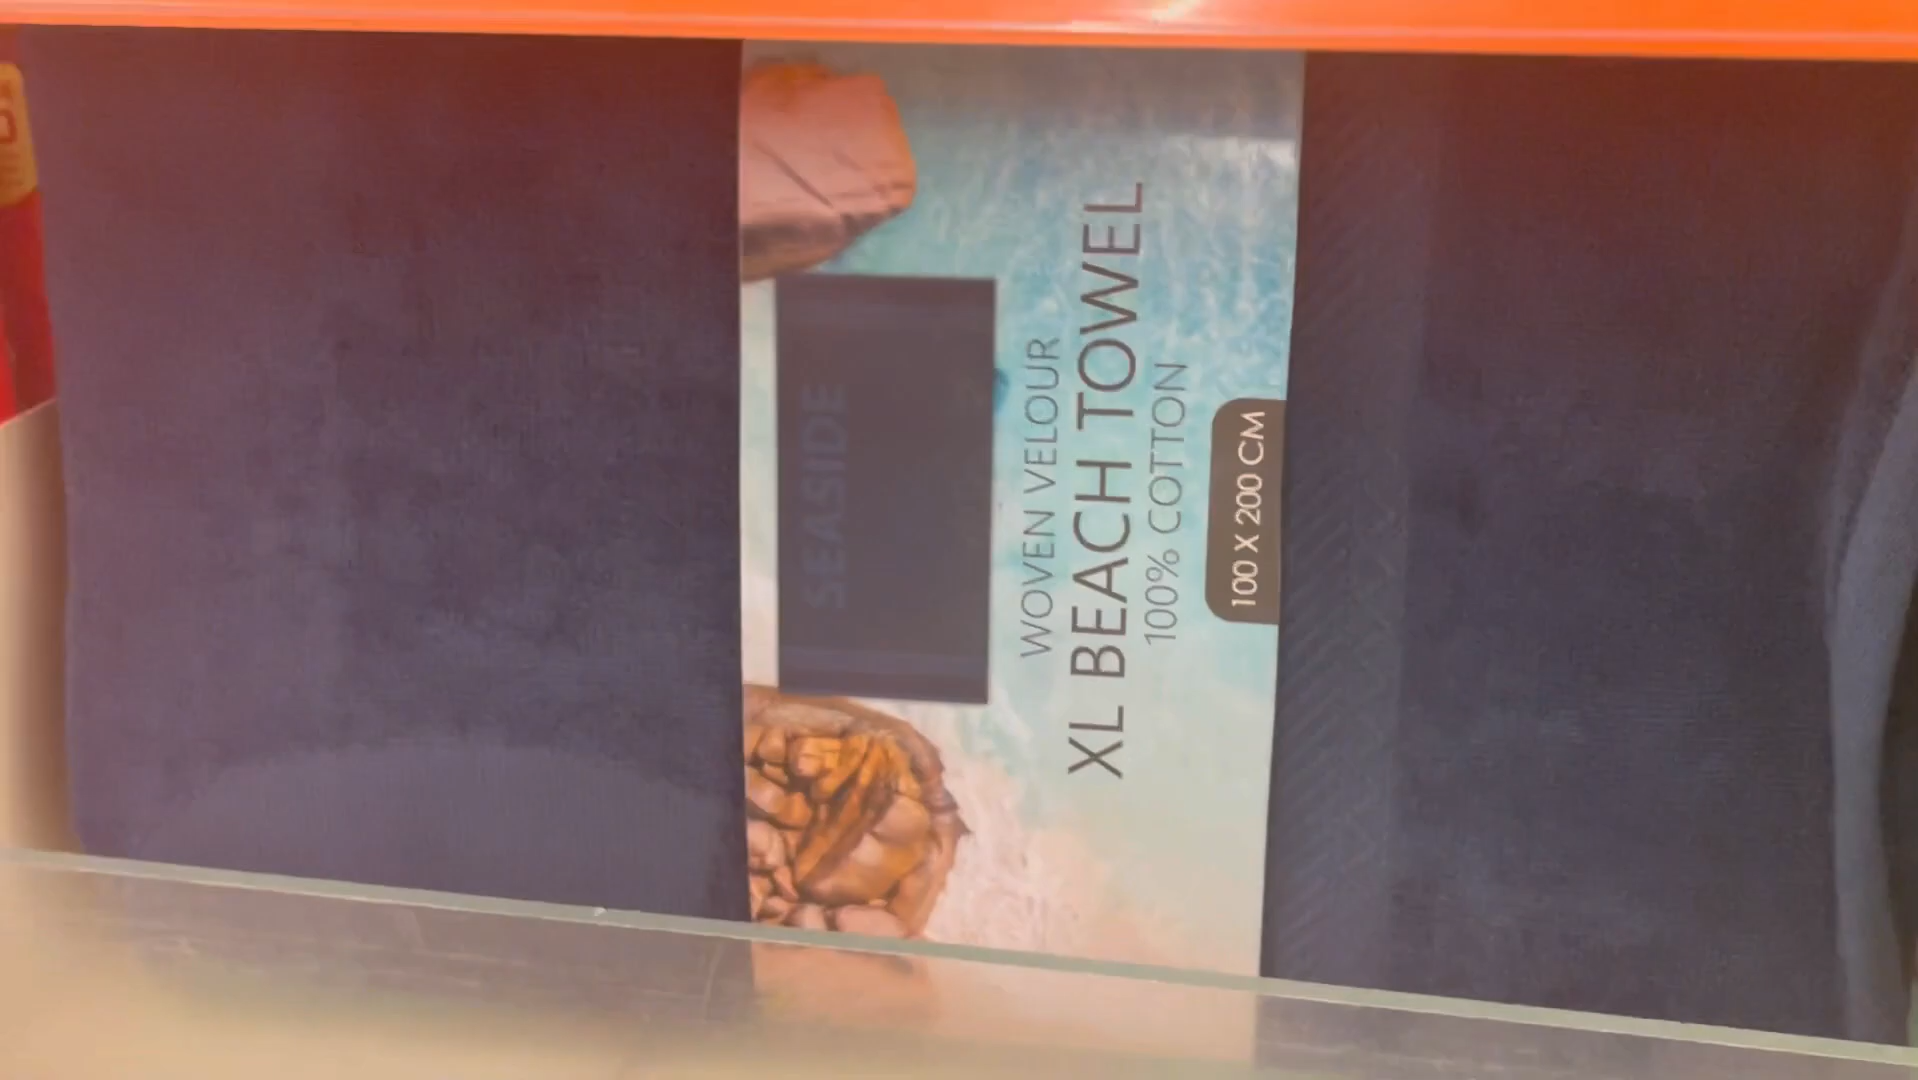 SEASIDE
WOVEN VELOUR
XL BEACH TOWEL
100% COTTON
100 X 200 CM